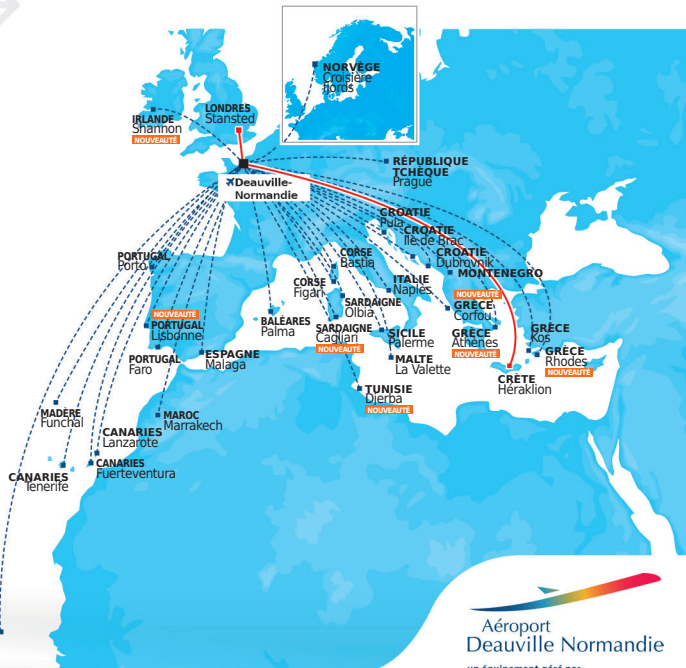 NORVÈGE
Croisière
fjords
LONDRES
Stansted
IRLANDE
Shannon
NOUVEAUTÉ
RÉPUBLIQUE
TCHÈQUE
Prague
Deauville-
Normandie
CROATIE
Pula
CROATIE
Île de Brac
CROATIE
Dubrovnik
MONTENEGRO
PORTUGAL
Porto
CORSE
Bastia
CORSE
Figari
ITALIE
Naples
NOUVEAUTÉ
GRÈCE
Corfou
SARDAIGNE
Olbia
NOUVEAUTÉ
PORTUGAL
Lisbonne
BALÉARES
Palma
SARDAIGNE
Cagliari
NOUVEAUTÉ
SICILE
Palerme
GRÈCE
Athènes
NOUVEAUTÉ
GRÈCE
Kos
GRÈCE
Rhodes
NOUVEAUTÉ
PORTUGAL
Faro
ESPAGNE
Malaga
MALTE
La Valette
CRÈTE
Héraklion
TUNISIE
Djerba
NOUVEAUTÉ
MADÈRE
Funchal
MAROC
Marrakech
CANARIES
Lanzarote
CANARIES
Fuerteventura
CANARIES
Tenerife
Aéroport
Deauville Normandie
un équipement géré par